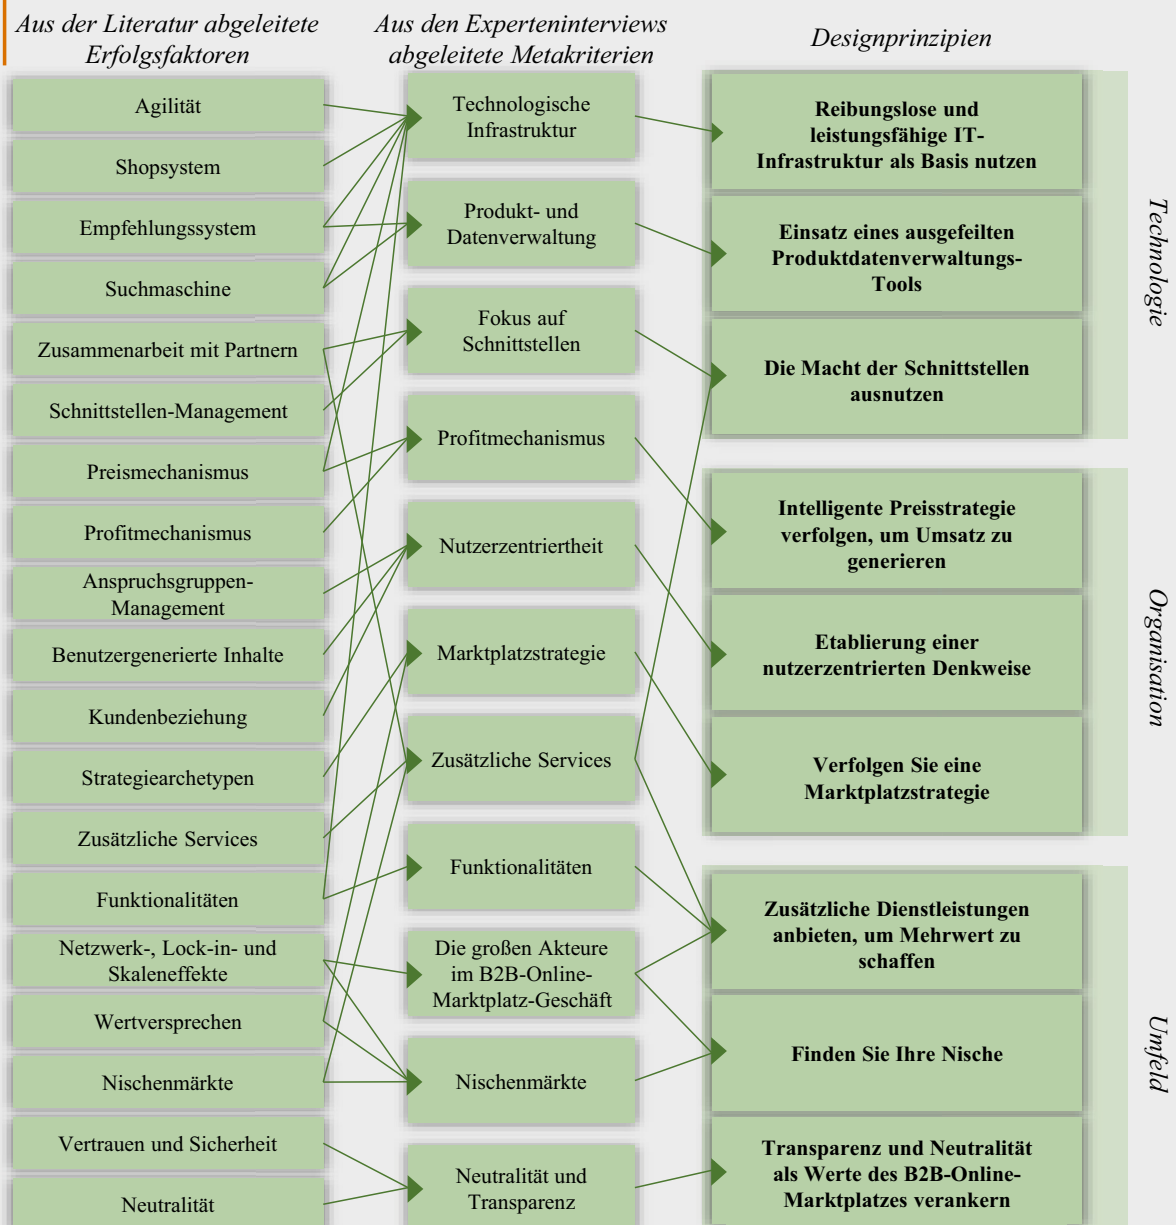 Aus der Literatur abgeleitete
Erfolgsfaktoren
Agilität
Shopsystem
Empfehlungssystem
Suchmaschine
Zusammenarbeit mit Partnern
Schnittstellen-Management
Preismechanismus
Profitmechanismus
Anspruchsgruppen-
Management
Benutzergenerierte Inhalte
Kundenbeziehung
Strategiearchetypen
Zusätzliche Services
Funktionalitäten
Netzwerk-, Lock-in- und
Skaleneffekte
Wertversprechen
Nischenmärkte
Vertrauen und Sicherheit
Neutralität
Aus den Experteninterviews
abgeleitete Metakriterien
Technologische
Infrastruktur
Produkt- und
Datenverwaltung
Fokus auf
Schnittstellen
Profitmechanismus
Nutzerzentriertheit
Marktplatzstrategie
Zusätzliche Services
Funktionalitäten
Die großen Akteure
im B2B-Online-
Marktplatz-Geschäft
Nischenmärkte
Neutralität und
Transparenz
Designprinzipien
Reibungslose und
leistungsfähige IT-
Infrastruktur als Basis nutzen
Einsatz eines ausgefeilten
Produktdatenverwaltungs-
Tools
Die Macht der Schnittstellen
ausnutzen
Intelligente Preisstrategie
verfolgen, um Umsatz zu
generieren
Etablierung einer
nutzerzentrierten Denkweise
Verfolgen Sie eine
Marktplatzstrategie
Zusätzliche Dienstleistungen
anbieten, um Mehrwert zu
schaffen
Finden Sie Ihre Nische
Transparenz und Neutralität
als Werte des B2B-Online-
Marktplatzes verankern
Technologie
Organisation
Umfeld